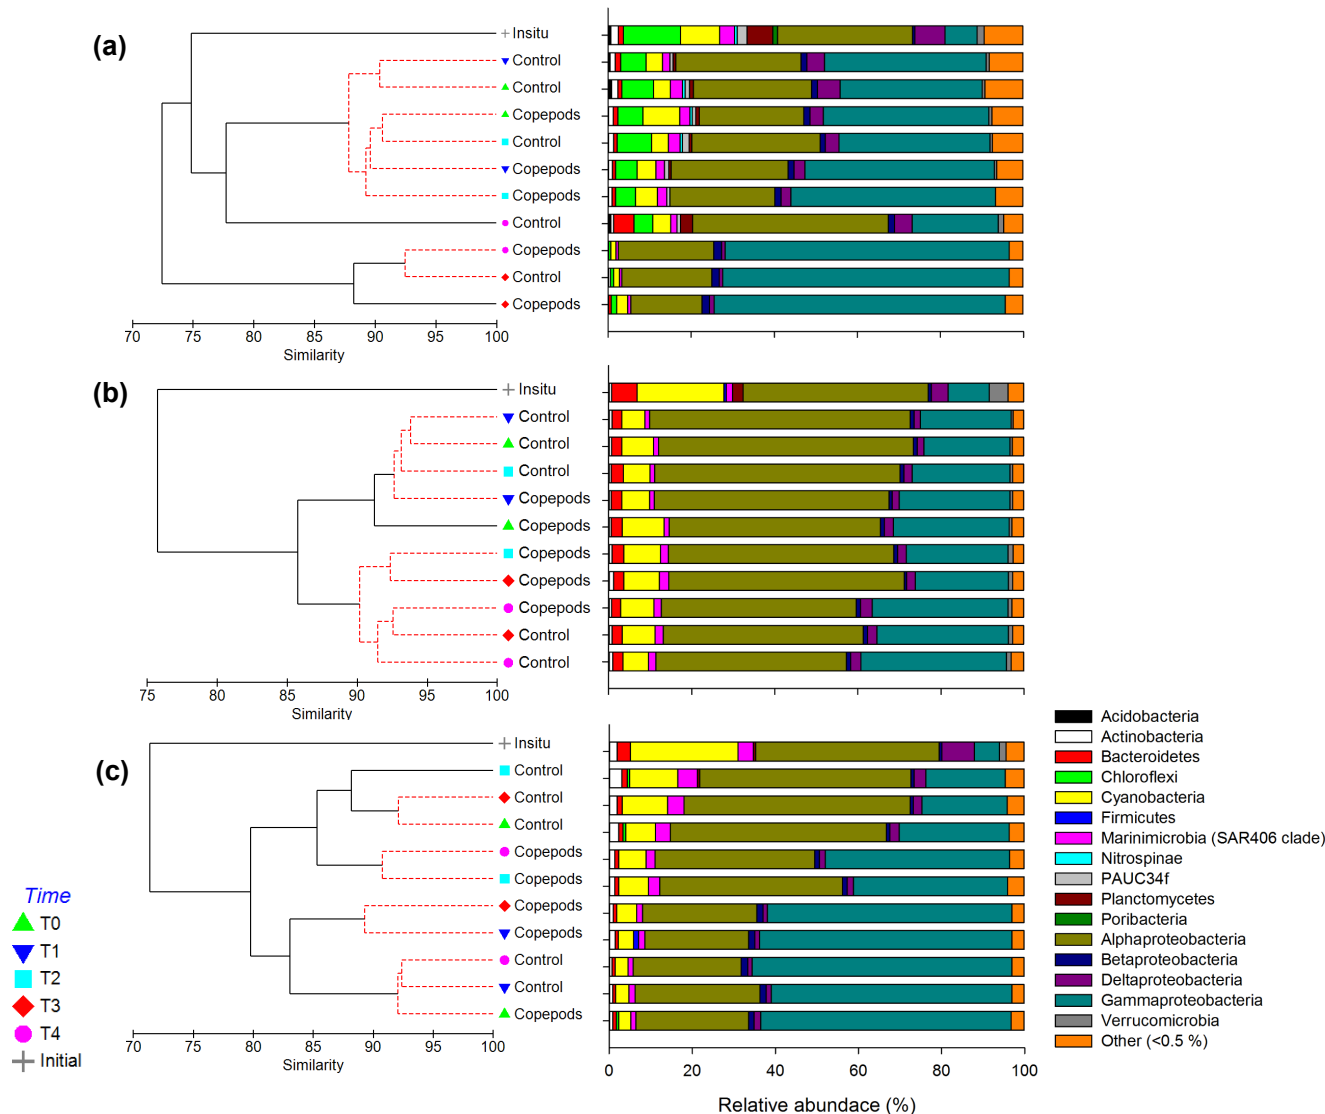 (a)
Insitu
Control
Control
Copepods
Control
Copepods
Copepods
Control
Copepods
Control
Copepods
70 75 80 85 90 95 100
Similarity
(b)
Insitu
Control
Control
Control
Copepods
Copepods
Copepods
Copepods
Copepods
Control
Control
75 80 85 90 95 100
Similarity
(c)
Insitu
Control
Control
Control
Copepods
Copepods
Copepods
Copepods
Control
Control
Copepods
70 75 80 85 90 95 100
Similarity
Time
T0
T1
T2
T3
T4
Initial
0 20 40 60 80 100
Relative abundace (%)
Acidobacteria
Actinobacteria
Bacteroidetes
Chloroflexi
Cyanobacteria
Firmicutes
Marinimicrobia (SAR406 clade)
Nitrospinae
PAUC34f
Planctomycetes
Poribacteria
Alphaproteobacteria
Betaproteobacteria
Deltaproteobacteria
Gammaproteobacteria
Verrucomicrobia
Other (<0.5 %)